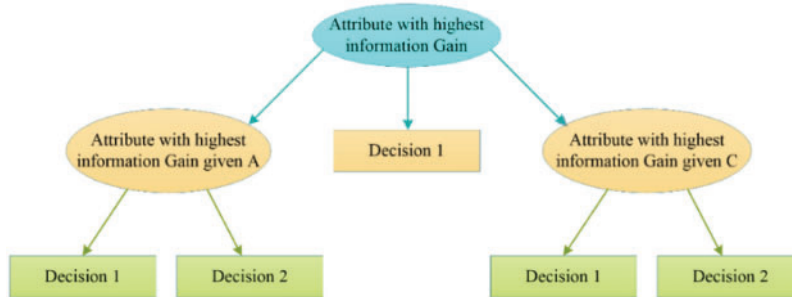 Attribute with highest
information Gain
Attribute with highest
information Gain given A
Decision 1
Attribute with highest
information Gain given C
Decision 1
Decision 2
Decision 1
Decision 2